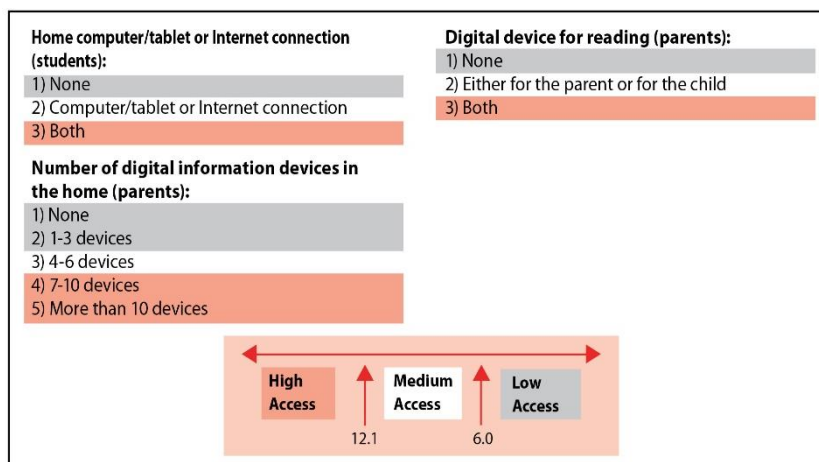 Home computer/tablet or Internet connection
(students):
1) None
2) Computer/tablet or Internet connection
3) Both
Number of digital information devices in
the home (parents):
1) None
2) 1-3 devices
3) 4-6 devices
4) 7-10 devices
5) More than 10 devices
Digital device for reading (parents):
1) None
2) Either for the parent or for the child
3) Both
High
Access
Medium
Access
Low
Access
12.1
6.0